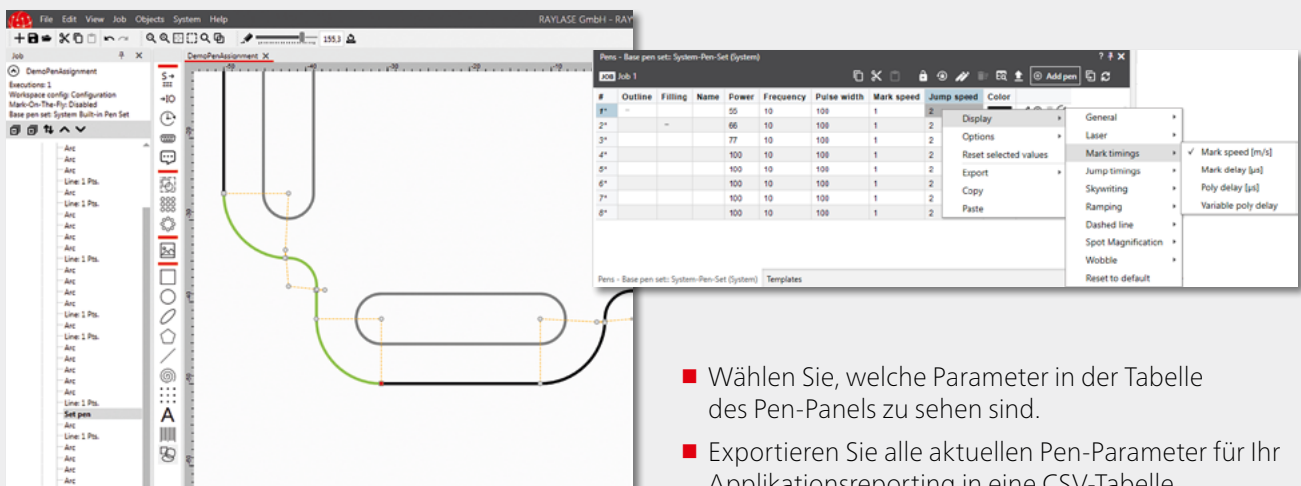 File Edit View Job Objects System Help
RAYLASE GmbH - RAY
155,3
Job
DemoPenAssignment
DemoPenAssignment
Executions: 1
Workspace config: Configuration
Mark-On-The-Fly: Disabled
Base pen set: System Built-in Pen Set
Arc
Arc
Arc
Line: 1 Pts.
Arc
Line: 1 Pts.
Arc
Arc
Arc
Arc
Line: 1 Pts.
Arc
Arc
Arc
Arc
Line: 1 Pts.
Arc
Line: 1 Pts.
Arc
Arc
Arc
Arc
Line: 1 Pts.
Set pen
Arc
Line: 1 Pts.
Arc
Arc
Arc
Arc
Pens - Base pen set: System-Pen-Set (System)
JOB Job 1
Add pen
# Outline Filling Name Power Frequency Pulse width Mark speed Jump speed Color
1* 55 10 100 1 2
2* 66 10 100 1 2
3* 77 10 100 1 2
4* 100 10 100 1 2
5* 100 10 100 1 2
6* 100 10 100 1 2
7* 100 10 100 1 2
8* 100 10 100 1 2
Pens - Base pen set: System-Pen-Set (System) Templates
Display
Options
Reset selected values
Export
Copy
Paste
General
Laser
Mark timings
Jump timings
Skywriting
Ramping
Dashed line
Spot Magnification
Wobble
Reset to default
Mark speed [m/s]
Mark delay [µs]
Poly delay [µs]
Variable poly delay
Wählen Sie, welche Parameter in der Tabelle
des Pen-Panels zu sehen sind.
Exportieren Sie alle aktuellen Pen-Parameter für Ihr
Applikationsreporting in eine CSV-Tabelle